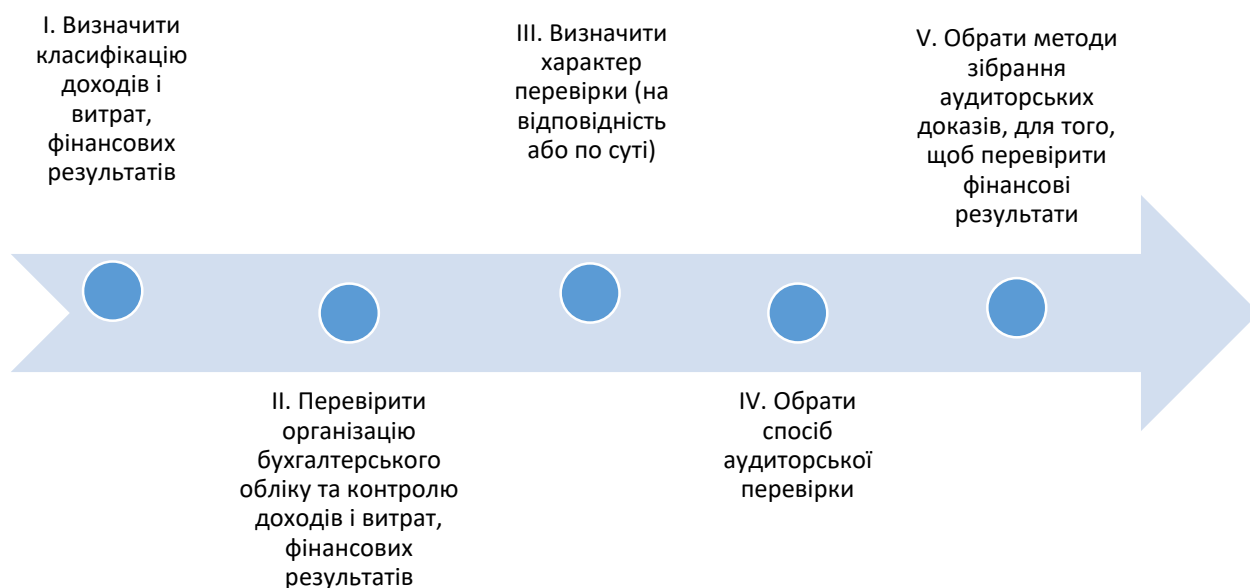 І. Визначити
класифікацію
доходів і
витрат,
фінансових
результатів
ІІ. Перевірити
організацію
бухгалтерського
обліку та контролю
доходів і витрат,
фінансових
результатів
ІІІ. Визначити
характер
перевірки (на
відповідність
або по суті)
IV. Обрати
спосіб
аудиторської
перевірки
V. Обрати методи
зібрання
аудиторських
доказів, для того,
щоб перевірити
фінансові
результати